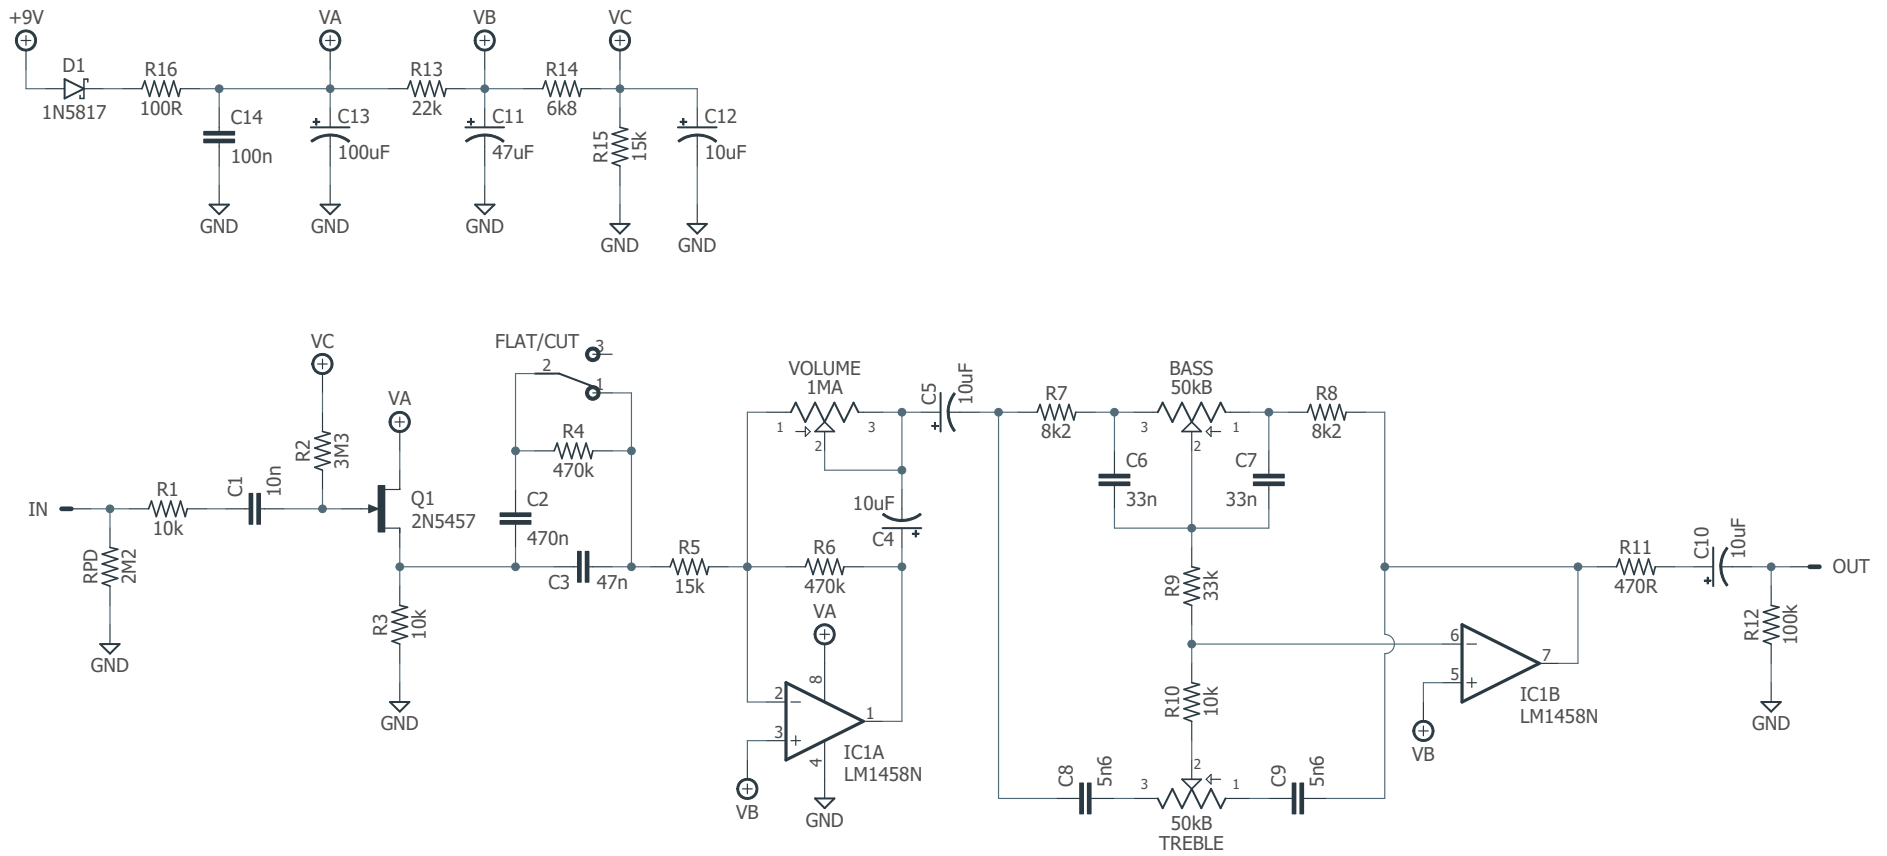 +9V
VA
VB
VC
D1
1N5817
R16
100R
R13
22k
R14
6k8
C14
100n
C13
100uF
C11
47uF
R15
15k
C12
10uF
GND
GND
GND
GND
GND
VC
R2
3M3
VA
FLAT/CUT
3
2
1
IN
R1
10k
C1
10n
Q1
2N5457
RPD
2M2
GND
R3
10k
GND
R4
470k
C2
470n
C3
47n
R5
15k
VOLUME
1MA
1
3
2
C5
10uF
10uF
C4
R6
470k
VA
8
2
−
3
+
1
4
IC1A
LM1458N
VB
GND
R7
8k2
BASS
50kB
3
1
2
R8
8k2
C6
33n
C7
33n
R9
33k
R10
10k
C8
5n6
3
2
1
C9
5n6
50kB
TREBLE
6
−
5
+
7
IC1B
LM1458N
VB
R11
470R
C10
10uF
OUT
R12
100k
GND